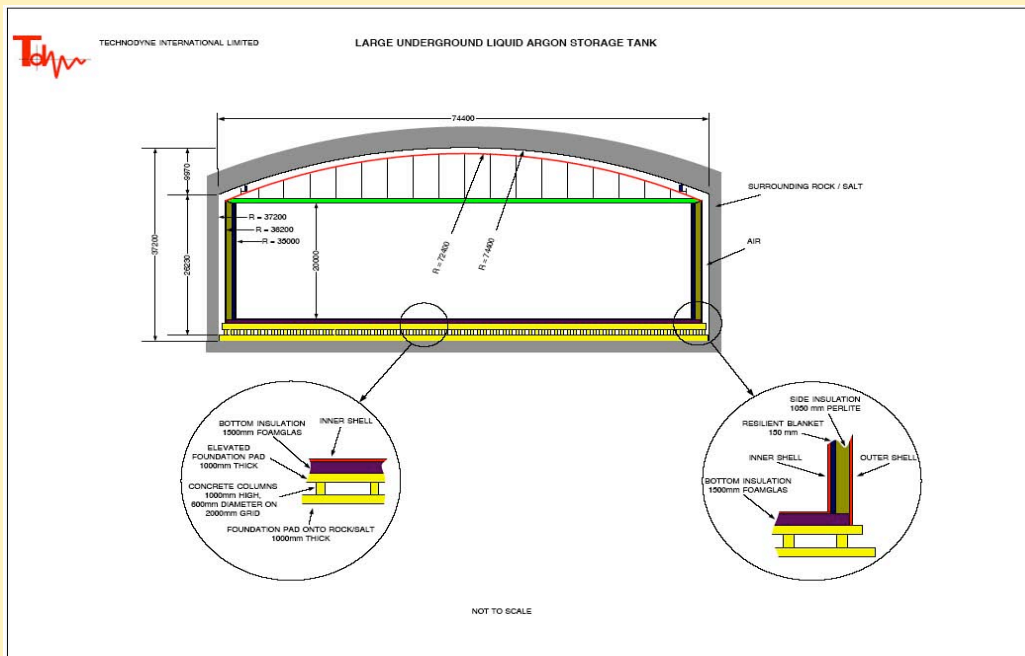 Td
TECHNODYNE INTERNATIONAL LIMITED
LARGE UNDERGROUND LIQUID ARGON STORAGE TANK
74400
9970
37200
26230
SURROUNDING ROCK / SALT
AIR
R = 37200
R = 36200
R = 35000
20000
R = 72400
R = 74400
BOTTOM INSULATION
1500mm FOAMGLAS
INNER SHELL
ELEVATED
FOUNDATION PAD
1000mm THICK
CONCRETE COLUMNS
1000mm HIGH,
600mm DIAMETER ON
2000mm GRID
FOUNDATION PAD ONTO ROCK/SALT
1000mm THICK
SIDE INSULATION
1050 mm PERLITE
RESILIENT BLANKET
150 mm
INNER SHELL
OUTER SHELL
BOTTOM INSULATION
1500mm FOAMGLAS
NOT TO SCALE